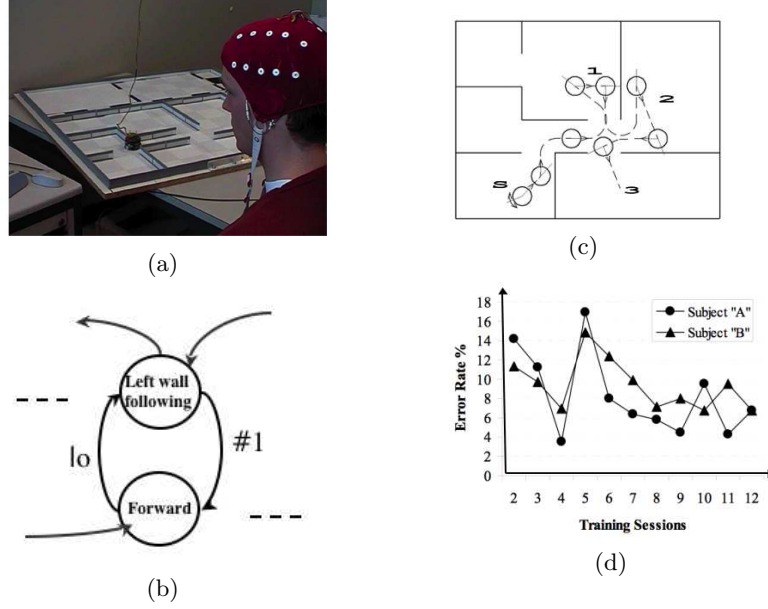 (a)
1
2
S
3
(c)
Left wall
following
|o
#1
Forward
(b)
Error Rate %
18
16
14
12
10
8
6
4
2
0
Subject "A"
Subject "B"
2 3 4 5 6 7 8 9 10 11 12
Training Sessions
(d)